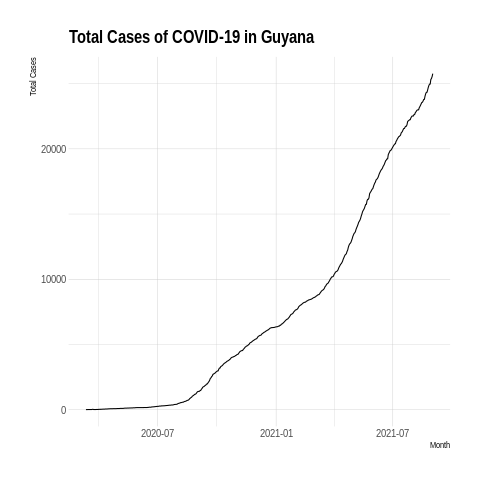 Total Cases of COVID-19 in Guyana
Total Cases
20000
10000
0
2020-07
2021-01
2021-07
Month